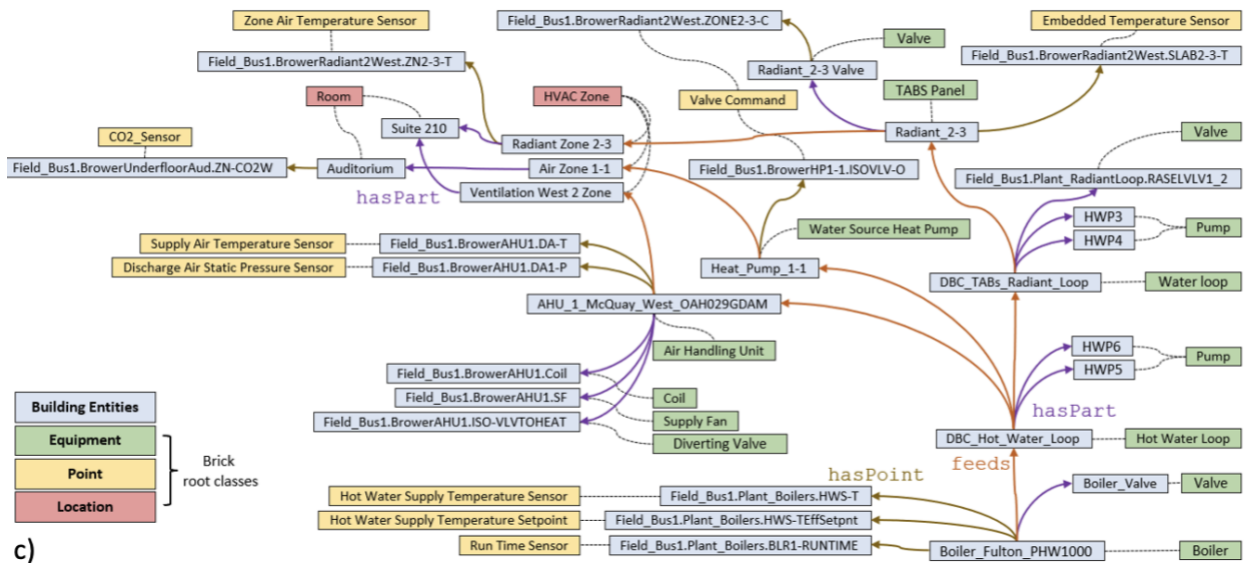 Zone Air Temperature Sensor
Field_Bus1.BrowerRadiant2West.ZONE2-3-C
Embedded Temperature Sensor
Valve
Field_Bus1.BrowerRadiant2West.ZN2-3-T
Radiant_2-3 Valve
Field_Bus1.BrowerRadiant2West.SLAB2-3-T
Room
HVAC Zone
Valve Command
TABS Panel
CO2_Sensor
Suite 210
Radiant Zone 2-3
Radiant_2-3
Valve
Field_Bus1.BrowerUnderfloorAud.ZN-CO2W
Auditorium
Air Zone 1-1
Field_Bus1.BrowerHP1-1.ISOVLV-O
Field_Bus1.Plant_RadiantLoop.RASELVLV1_2
hasPart
Ventilation West 2 Zone
HWP3
Pump
HWP4
Water Source Heat Pump
Supply Air Temperature Sensor
Field_Bus1.BrowerAHU1.DA-T
Discharge Air Static Pressure Sensor
Field_Bus1.BrowerAHU1.DA1-P
Heat_Pump_1-1
DBC_TABs_Radiant_Loop
Water loop
AHU_1_McQuay_West_OAH029GDAM
Air Handling Unit
HWP6
Pump
HWP5
Field_Bus1.BrowerAHU1.Coil
Coil
Field_Bus1.BrowerAHU1.SF
Supply Fan
hasPart
Field_Bus1.BrowerAHU1.ISO-VLVTOHEAT
Diverting Valve
DBC_Hot_Water_Loop
Hot Water Loop
feeds
hasPoint
Building Entities
Equipment
Point
Location
Brick
root classes
Boiler_Valve
Valve
Hot Water Supply Temperature Sensor
Field_Bus1.Plant_Boilers.HWS-T
Hot Water Supply Temperature Setpoint
Field_Bus1.Plant_Boilers.HWS-TEffSetpnt
Run Time Sensor
Field_Bus1.Plant_Boilers.BLR1-RUNTIME
Boiler_Fulton_PHW1000
Boiler
c)